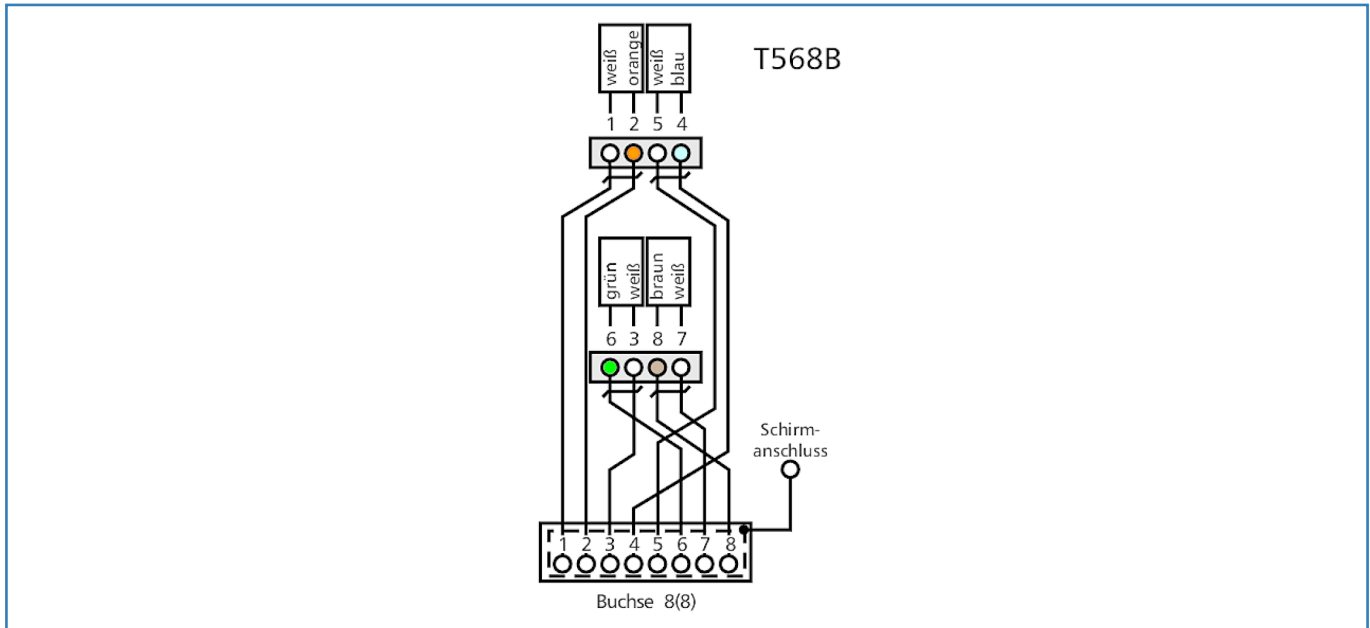 weiß orange weiß blau
T568B
1 2 5 4
grün weiß braun weiß
6 3 8 7
Schirm-
anschluss
1 2 3 4 5 6 7 8
Buchse 8(8)